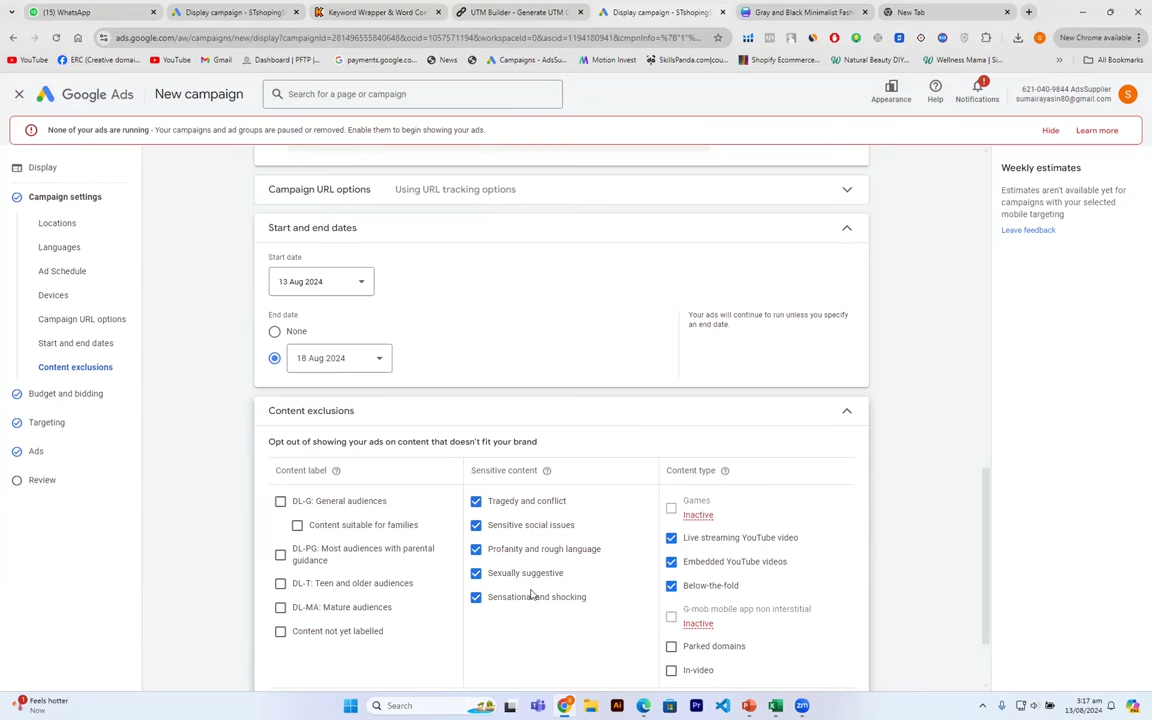 (15) WhatsApp
Display campaign - STshopingS
Keyword Wrapper & Word Con
UTM Builder - Generate UTM C
Display campaign - STshopingS
Gray and Black Minimalist Fash
New Tab
ads.google.com/aw/campaigns/new/display?campaignId=281496555840648&ocid=1057571194&workspaceId=0&ascid=1194180941&cmpnInfo=%7B"1"%...
New Chrome available
YouTube
ERC (Creative domai...
YouTube
Gmail
Dashboard | PFTP |...
payments.google.co...
News
Campaigns - AdsSu...
Motion Invest
SkillsPanda[.com|co...
Shopify Ecommerce...
Natural Beauty DIY...
Wellness Mama | Si...
All Bookmarks
Google Ads
New campaign
Search for a page or campaign
Appearance
Help
Notifications
621-040-9844 AdsSupplier
sumairayasin80@gmail.com
S
None of your ads are running - Your campaigns and ad groups are paused or removed. Enable them to begin showing your ads.
Hide
Learn more
Display
Campaign settings
Locations
Languages
Ad Schedule
Devices
Campaign URL options
Start and end dates
Content exclusions
Budget and bidding
Targeting
Ads
Review
Campaign URL options
Using URL tracking options
Start and end dates
Start date
13 Aug 2024
End date
None
18 Aug 2024
Your ads will continue to run unless you specify
an end date.
Content exclusions
Opt out of showing your ads on content that doesn't fit your brand
Content label
DL-G: General audiences
Content suitable for families
DL-PG: Most audiences with parental
guidance
DL-T: Teen and older audiences
DL-MA: Mature audiences
Content not yet labelled
Sensitive content
Tragedy and conflict
Sensitive social issues
Profanity and rough language
Sexually suggestive
Sensational and shocking
Content type
Games
Inactive
Live streaming YouTube video
Embedded YouTube videos
Below-the-fold
G-mob mobile app non interstitial
Inactive
Parked domains
In-video
Weekly estimates
Estimates aren't available yet for
campaigns with your selected
mobile targeting
Leave feedback
Feels hotter
Now
Search
3:17 am
13/08/2024